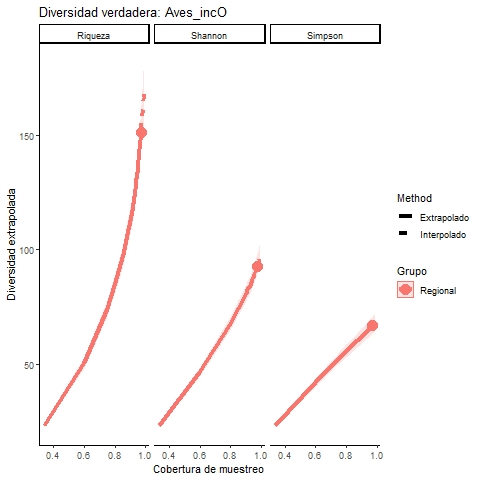 Diversidad verdadera: Aves_incO
Riqueza
Shannon
Simpson
Diversidad extrapolada
150
100
50
0.4 0.6 0.8 1.0 0.4 0.6 0.8 1.0 0.4 0.6 0.8 1.0
Cobertura de muestreo
Method
Extrapolado
Interpolado
Grupo
Regional